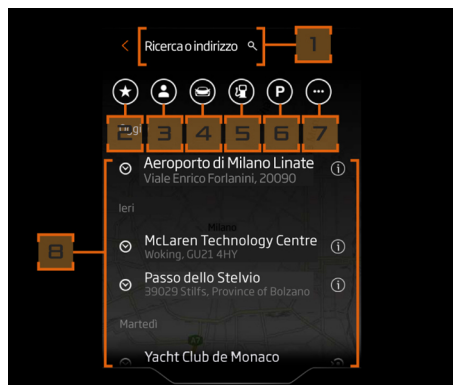 Ricerca o indirizzo
1
P
2 3 4 5 6 7
Oggi
Aeroporto di Milano Linate
Viale Enrico Forlanini, 20090
Ieri
Milano
8
McLaren Technology Centre
Woking, GU21 4HY
Passo dello Stelvio
39029 Stilfs, Province of Bolzano
Martedì
Yacht Club de Monaco